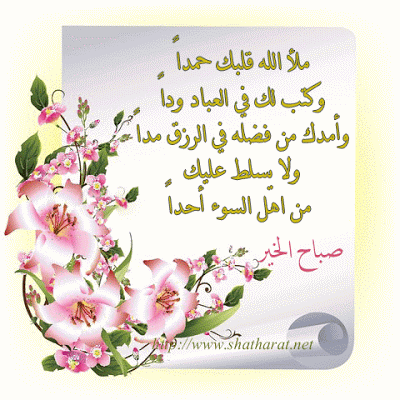 ملأ الله قلبك حمداً
وكتب لك في العباد وداً
وأمدك من فضله في الرزق مدا
ولا يسلط عليك
من اهل السوء أحداً
صباح الخير
http://www.shatharat.net